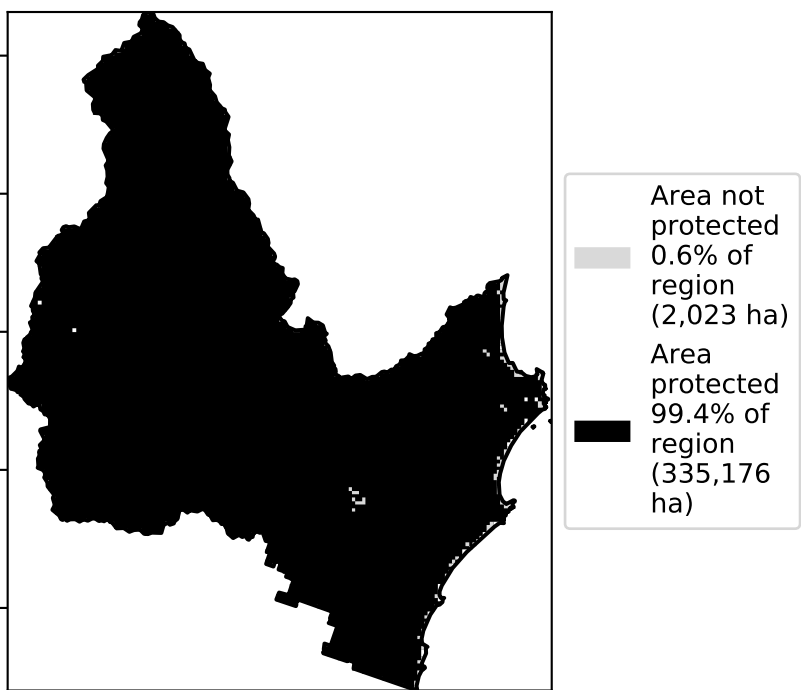 Area not
protected
0.6% of
region
(2,023 ha)
Area
protected
99.4% of
region
(335,176
ha)